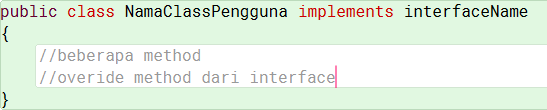 public class NamaClassPengguna implements interfaceName
{
//beberapa method
//overide method dari interface
}